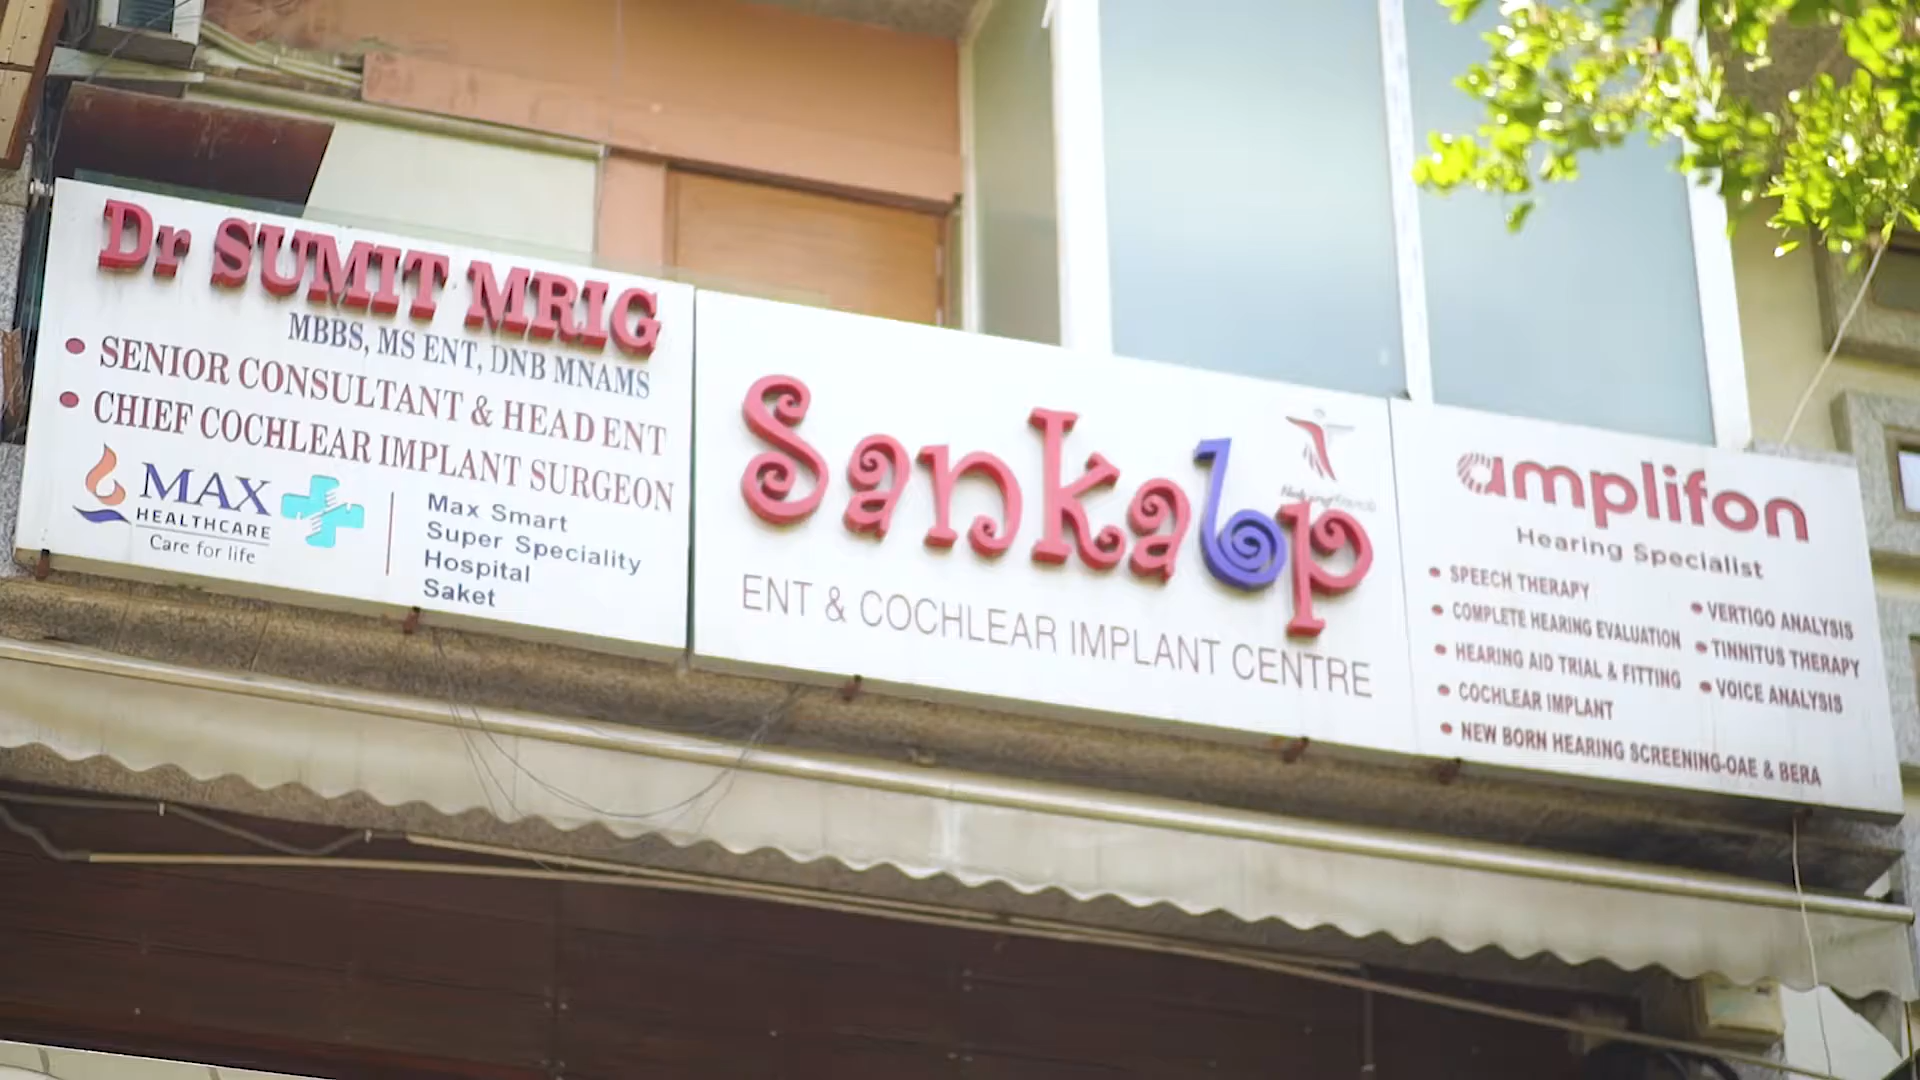 Dr SUMIT MRIG
MBBS, MS ENT, DNB MNAMS
• SENIOR CONSULTANT & HEAD ENT
• CHIEF COCHLEAR IMPLANT SURGEON
MAX
HEALTHCARE
Care for life
Max Smart
Super Speciality
Hospital
Saket
Sankalp
ENT & COCHLEAR IMPLANT CENTRE
amplifon
Hearing Specialist
• SPEECH THERAPY
• COMPLETE HEARING EVALUATION
• HEARING AID TRIAL & FITTING
• COCHLEAR IMPLANT
• NEW BORN HEARING SCREENING-OAE & BERA
• VERTIGO ANALYSIS
• TINNITUS THERAPY
• VOICE ANALYSIS